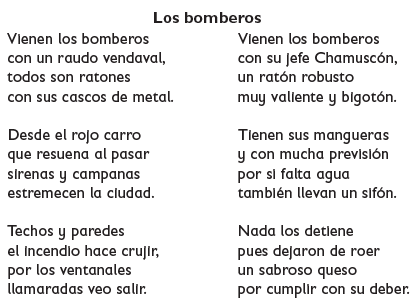 Los bomberos
Vienen los bomberos
con un raudo vendaval,
todos son ratones
con sus cascos de metal.
Desde el rojo carro
que resuena al pasar
sirenas y campanas
estremecen la ciudad.
Techos y paredes
el incendio hace crujir,
por los ventanales
llamaradas veo salir.
Vienen los bomberos
con su jefe Chamuscón,
un ratón robusto
muy valiente y bigotón.
Tienen sus mangueras
y con mucha previsión
por si falta agua
también llevan un sifón.
Nada los detiene
pues dejaron de roer
un sabroso queso
por cumplir con su deber.